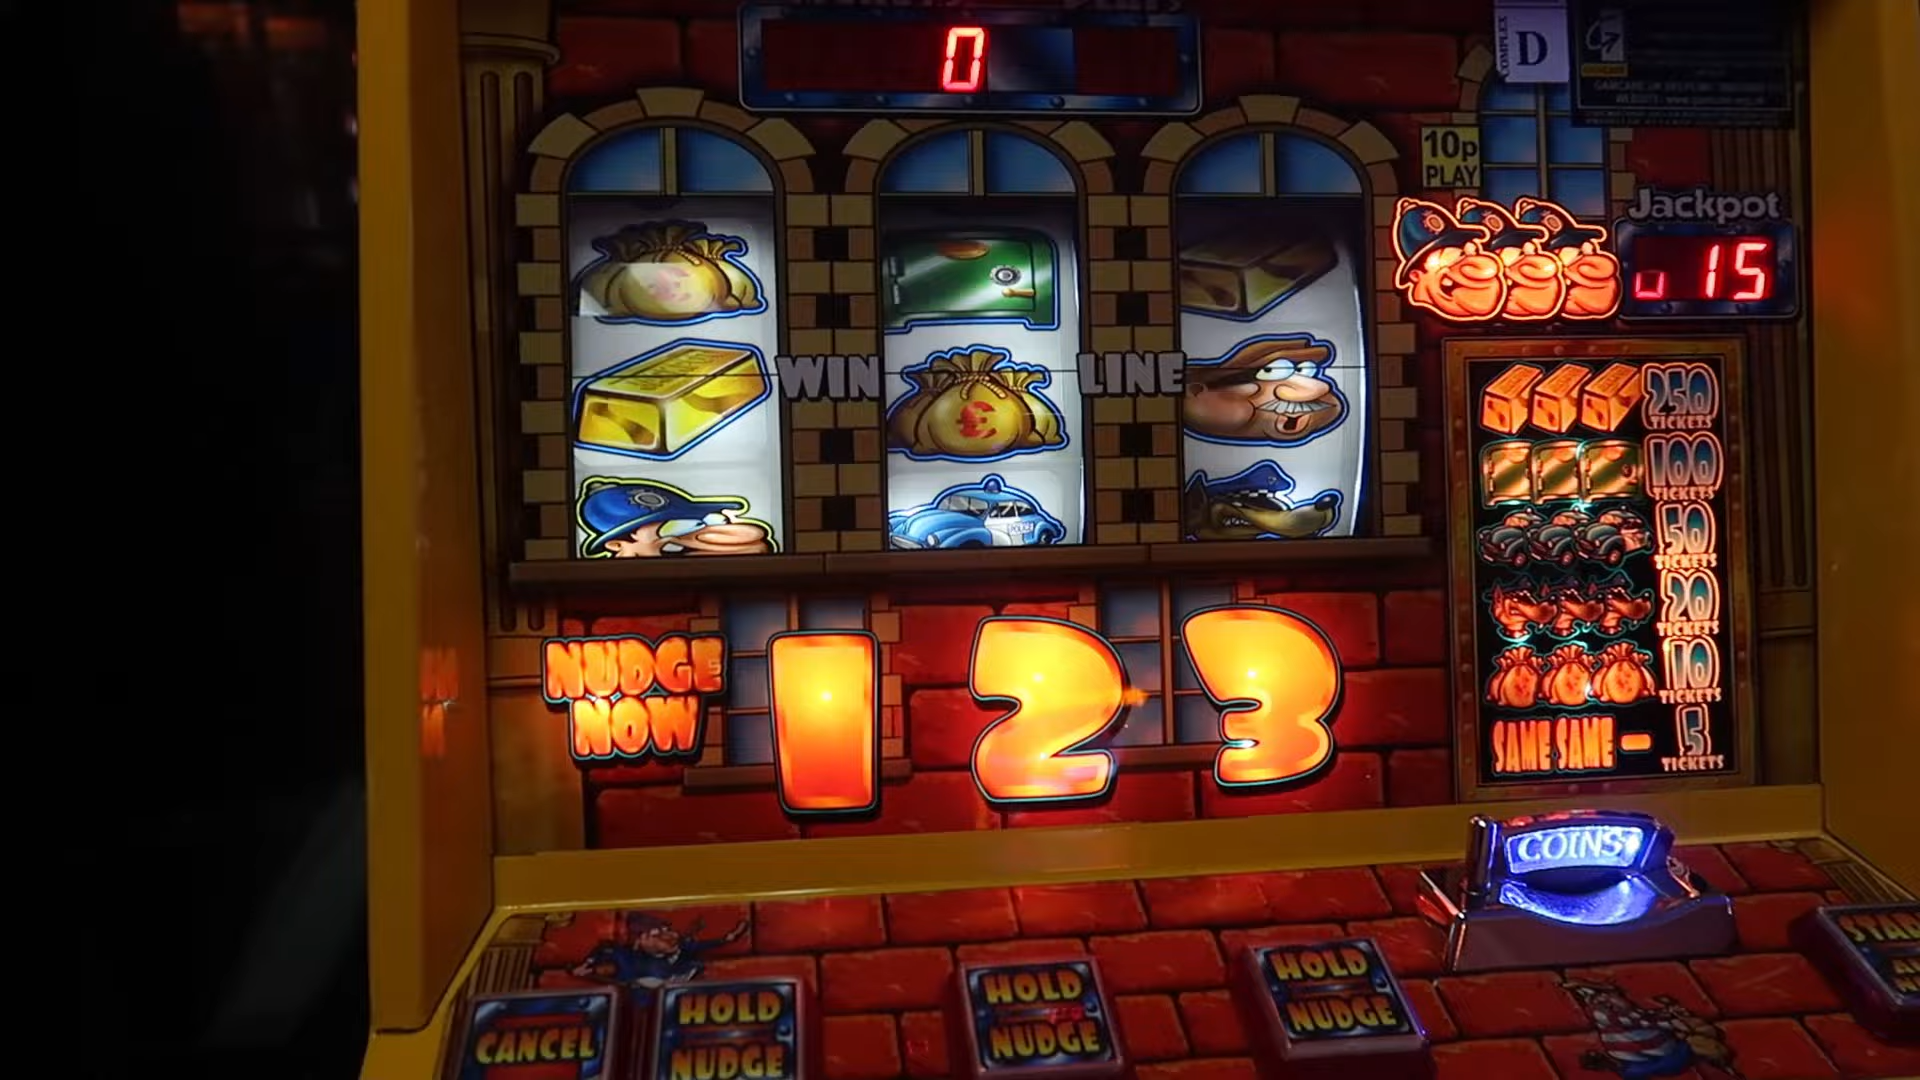 0
COMPLEX
D
10p
PLAY
Jackpot
15
WIN LINE
£
250
TICKETS
100
TICKETS
50
TICKETS
20
TICKETS
10
TICKETS
SAME SAME - 5
TICKETS
NUDGE
NOW
1 2 3
COINS
CANCEL
HOLD
NUDGE
HOLD
NUDGE
HOLD
NUDGE